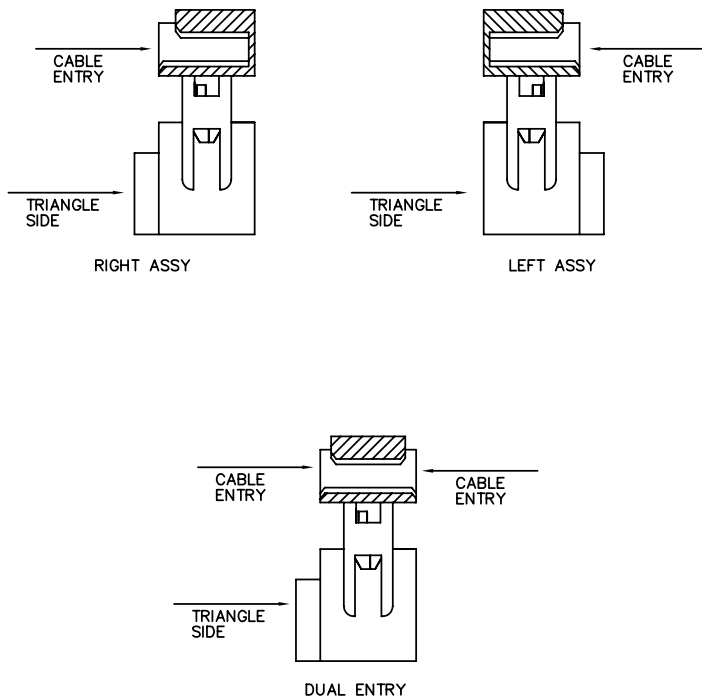 CABLE
ENTRY
TRIANGLE
SIDE
RIGHT ASSY
CABLE
ENTRY
TRIANGLE
SIDE
LEFT ASSY
CABLE
ENTRY
CABLE
ENTRY
TRIANGLE
SIDE
DUAL ENTRY